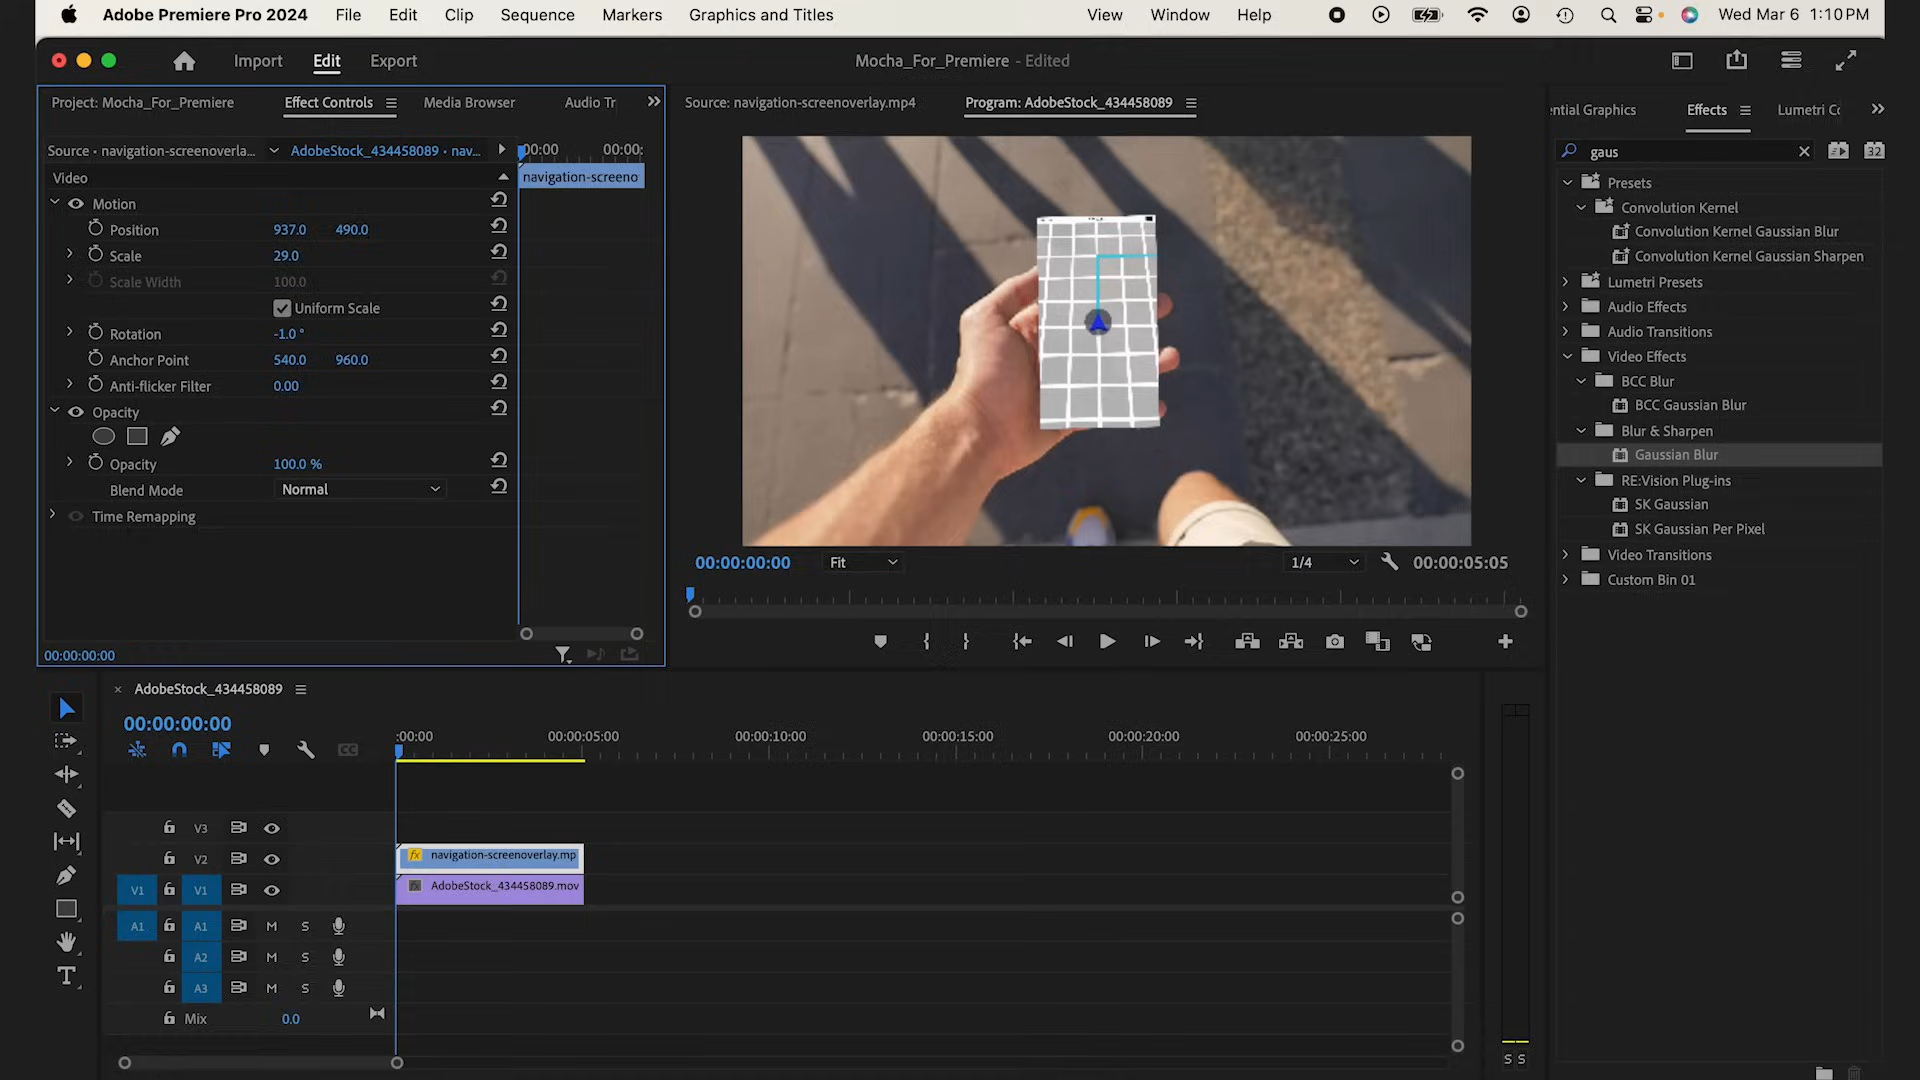 Adobe Premiere Pro 2024 File Edit Clip Sequence Markers Graphics and Titles View Window Help Wed Mar 6 1:10 PM
Import Edit Export Mocha_For_Premiere - Edited
Project: Mocha_For_Premiere Effect Controls Media Browser Audio Tr
Source: navigation-screenoverlay.mp4 Program: AdobeStock_434458089
ential Graphics Effects Lumetri Co
Source • navigation-screenoverla... AdobeStock_434458089 • nav... 00:00 00:00:
Video navigation-screeno
Motion
Position 937.0 490.0
Scale 29.0
Scale Width 100.0
Uniform Scale
Rotation -1.0 °
Anchor Point 540.0 960.0
Anti-flicker Filter 0.00
Opacity
Opacity 100.0 %
Blend Mode Normal
Time Remapping
00:00:00:00
00:00:00:00 Fit 1/4 00:00:05:05
gaus 32
Presets
Convolution Kernel
Convolution Kernel Gaussian Blur
Convolution Kernel Gaussian Sharpen
Lumetri Presets
Audio Effects
Audio Transitions
Video Effects
BCC Blur
BCC Gaussian Blur
Blur & Sharpen
Gaussian Blur
RE:Vision Plug-ins
SK Gaussian
SK Gaussian Per Pixel
Video Transitions
Custom Bin 01
× AdobeStock_434458089
00:00:00:00
:00:00 00:00:05:00 00:00:10:00 00:00:15:00 00:00:20:00 00:00:25:00
CC
V3
V2 fx navigation-screenoverlay.mp
V1 V1 fx AdobeStock_434458089.mov
A1 A1 M S
A2 M S
A3 M S
Mix 0.0
S S